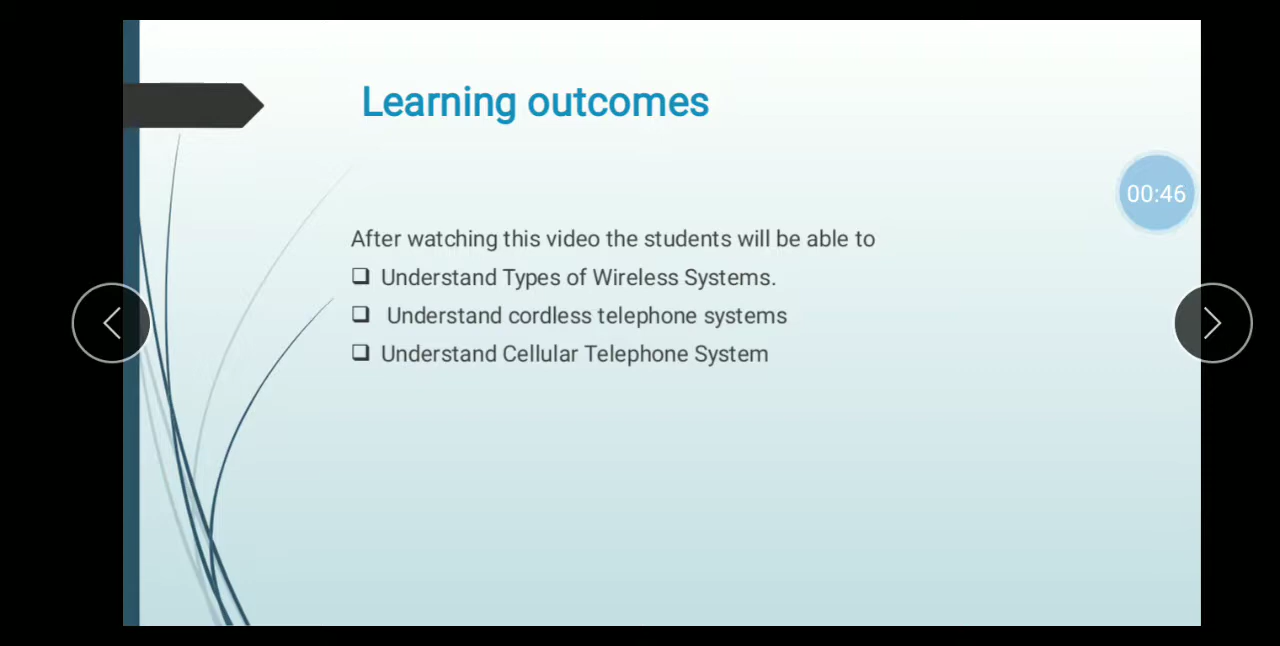 Learning outcomes
00:46
After watching this video the students will be able to
❑ Understand Types of Wireless Systems.
❑ Understand cordless telephone systems
❑ Understand Cellular Telephone System